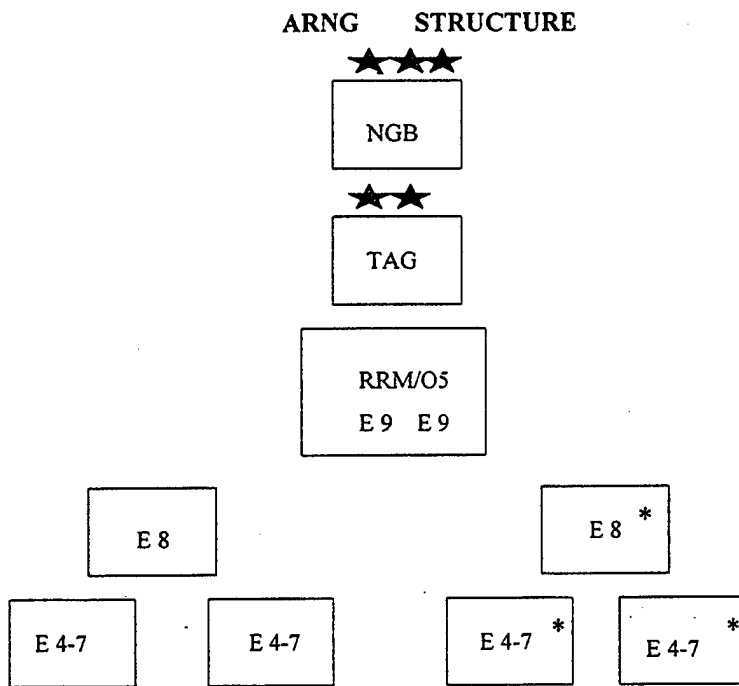 ARNG STRUCTURE
NGB
TAG
RRM/O5
E 9 E 9
E 8
E 8 *
E 4-7 E 4-7 E 4-7 * E 4-7 *